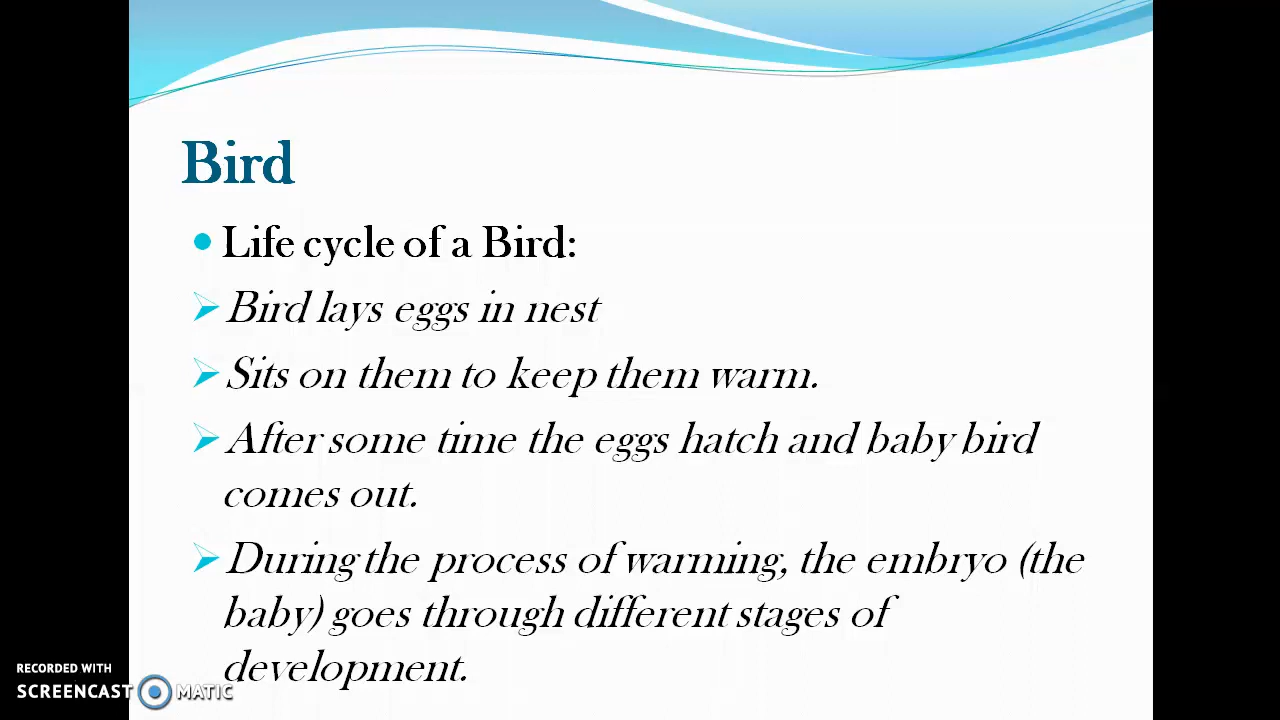 Bird
Life cycle of a Bird:
Bird lays eggs in nest
Sits on them to keep them warm.
After some time the eggs hatch and baby bird
comes out.
During the process of warming, the embryo (the
baby) goes through different stages of
development.
RECORDED WITH
SCREENCAST MATIC